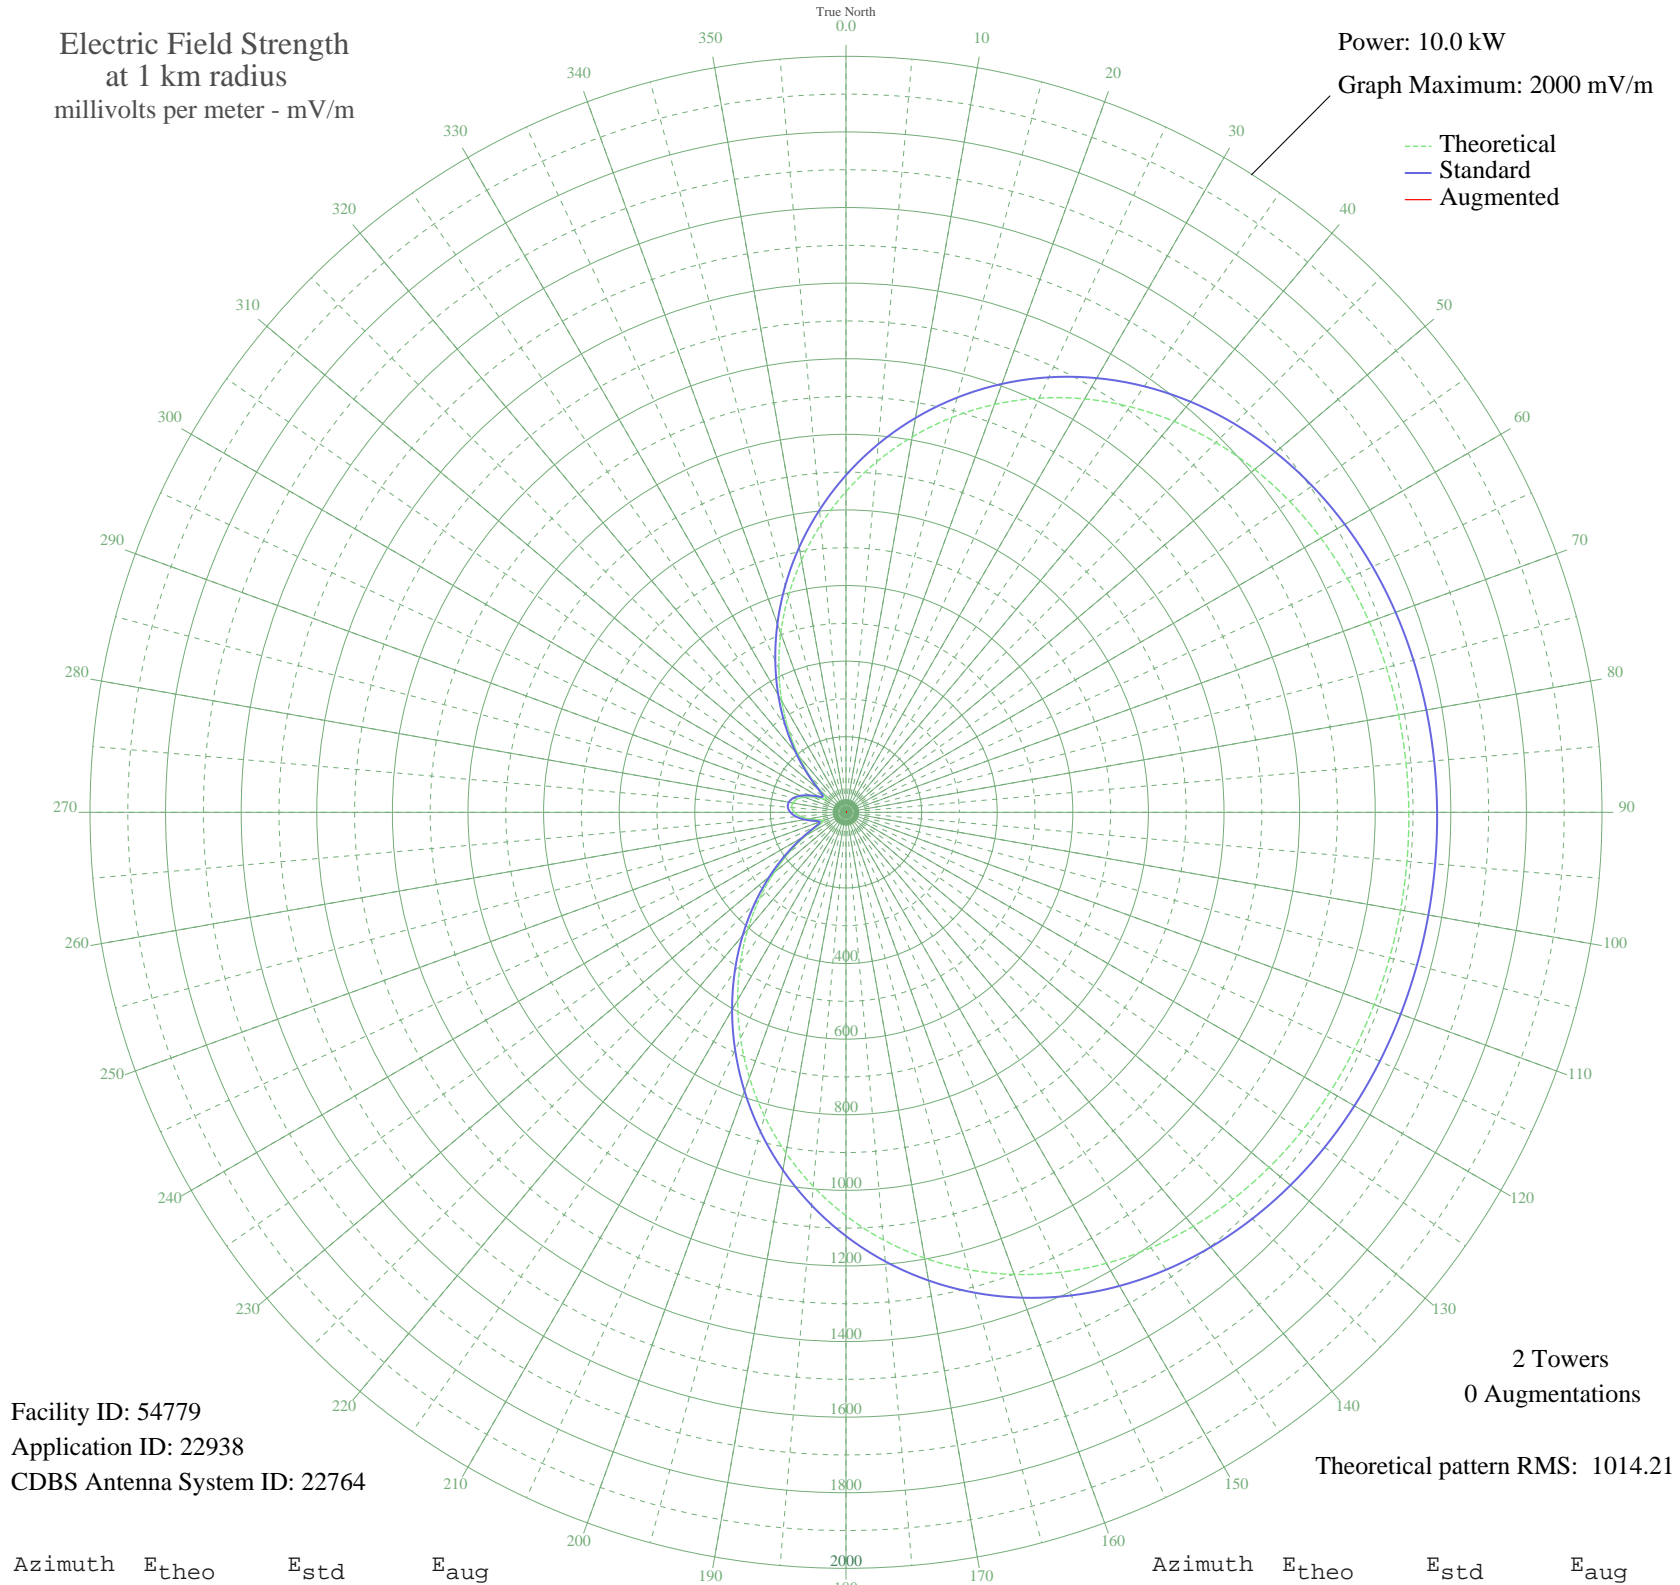 True North
0.0
Electric Field Strength
at 1 km radius
millivolts per meter - mV/m
Power: 10.0 kW
Graph Maximum: 2000 mV/m
Theoretical
Standard
Augmented
350
10
340
20
330
30
320
40
310
50
300
60
290
70
280
80
270
90
260
100
250
110
240
120
230
130
220
140
210
150
200
160
190
170
180
400
600
800
1000
1200
1400
1600
1800
2000
2 Towers
0 Augmentations
Theoretical pattern RMS: 1014.21
Facility ID: 54779
Application ID: 22938
CDBS Antenna System ID: 22764
Azimuth Etheo Estd Eaug
Azimuth Etheo Estd Eaug